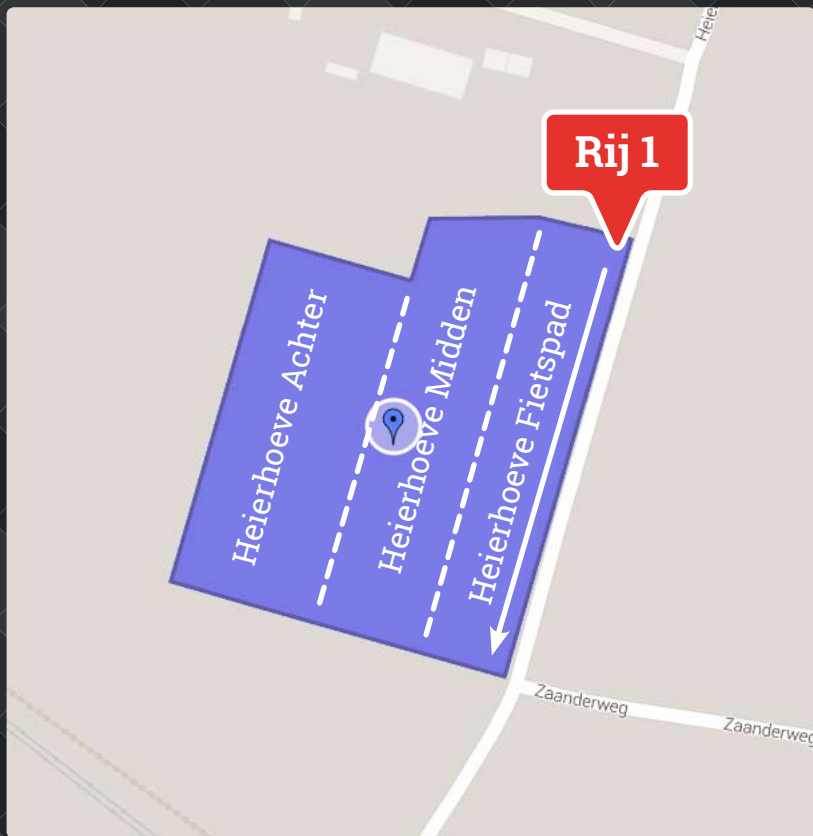 Rij 1
Heierhoeve Achter
Heierhoeve Midden
Heierhoeve Fietspad
Zaanderweg
Zaanderweg